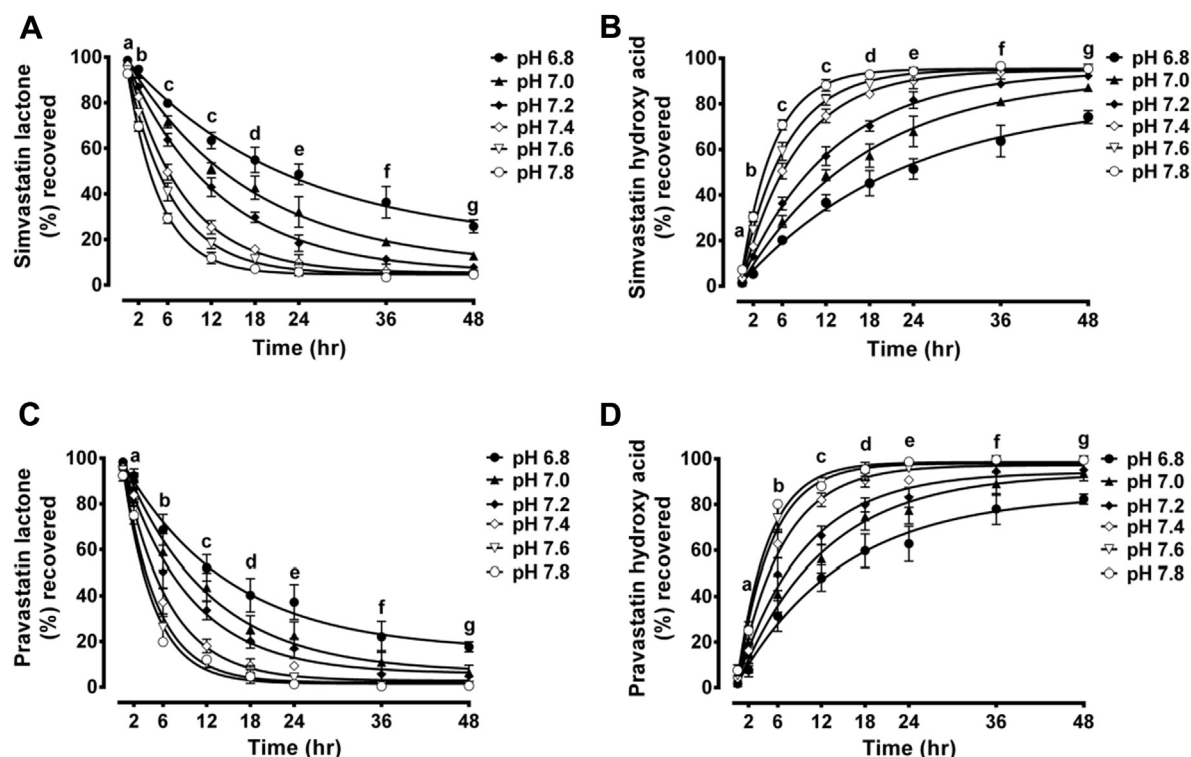 A
Simvastatin lactone
(%) recovered
100
80
60
40
20
0
a
b
c
c
d
e
f
g
2 6 12 18 24 36 48
Time (hr)
pH 6.8
pH 7.0
pH 7.2
pH 7.4
pH 7.6
pH 7.8
B
Simvastatin hydroxy acid
(%) recovered
100
80
60
40
20
0
a
b
c
c
d
e
f
g
2 6 12 18 24 36 48
Time (hr)
pH 6.8
pH 7.0
pH 7.2
pH 7.4
pH 7.6
pH 7.8
C
Pravastatin lactone
(%) recovered
100
80
60
40
20
0
a
b
c
d
e
f
g
2 6 12 18 24 36 48
Time (hr)
pH 6.8
pH 7.0
pH 7.2
pH 7.4
pH 7.6
pH 7.8
D
Pravastatin hydroxy acid
(%) recovered
100
80
60
40
20
0
a
b
c
d
e
f
g
2 6 12 18 24 36 48
Time (hr)
pH 6.8
pH 7.0
pH 7.2
pH 7.4
pH 7.6
pH 7.8